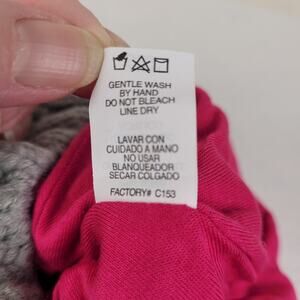 GENTLE WASH
BY HAND
DO NOT BLEACH
LINE DRY
LAVAR CON
CUIDADO A MANO
NO USAR
BLANQUEADOR
SECAR COLGADO
FACTORY# C153